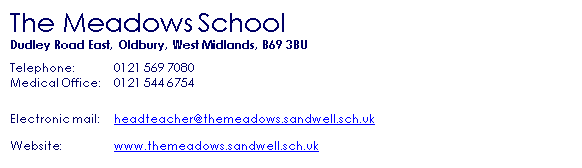 The Meadows School
Dudley Road East, Oldbury, West Midlands, B69 3BU
Telephone: 0121 569 7080
Medical Office: 0121 544 6754
Electronic mail: headteacher@themeadows.sandwell.sch.uk
Website: www.themeadows.sandwell.sch.uk